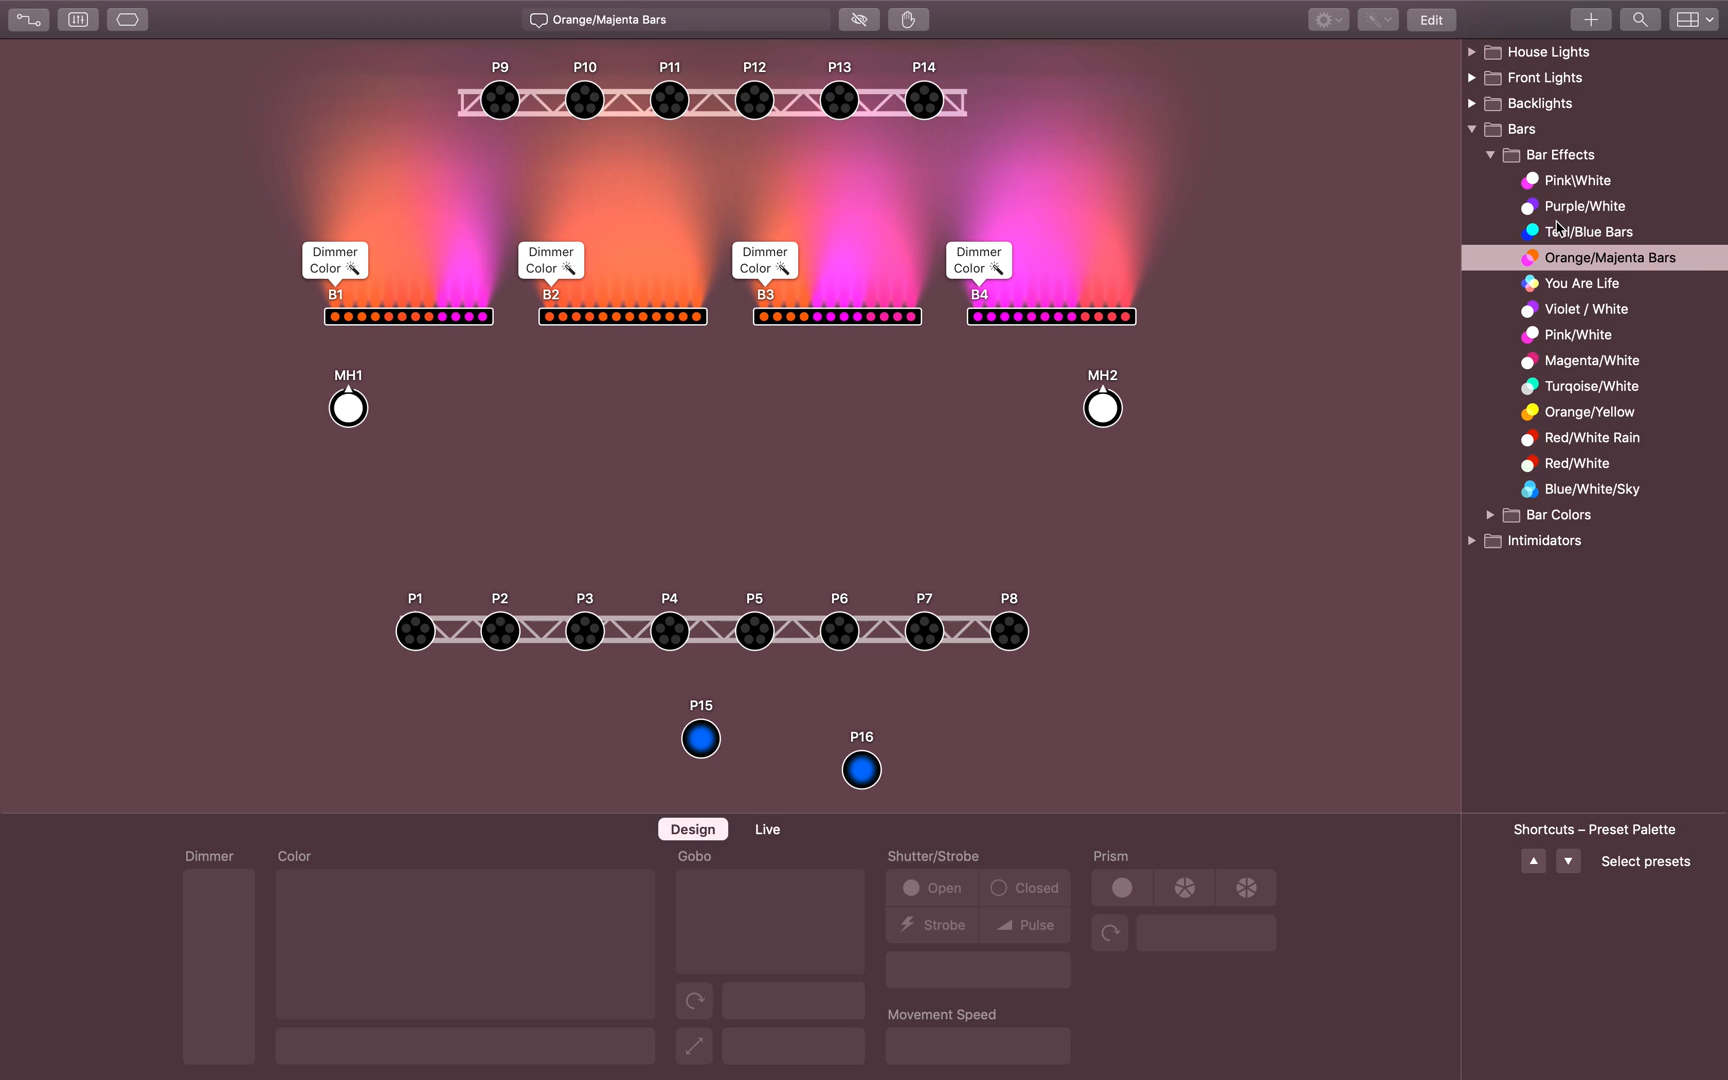 Orange/Majenta Bars
Edit
P9 P10 P11 P12 P13 P14
Dimmer
Color
B1
Dimmer
Color
B2
Dimmer
Color
B3
Dimmer
Color
B4
MH1
MH2
P1 P2 P3 P4 P5 P6 P7 P8
P15
P16
House Lights
Front Lights
Backlights
Bars
Bar Effects
Pink\White
Purple/White
/Blue Bars
Orange/Majenta Bars
You Are Life
Violet / White
Pink/White
Magenta/White
Turqoise/White
Orange/Yellow
Red/White Rain
Red/White
Blue/White/Sky
Bar Colors
Intimidators
Design Live
Dimmer
Color
Gobo
Shutter/Strobe
Open Closed
Strobe Pulse
Movement Speed
Prism
Shortcuts – Preset Palette
Select presets